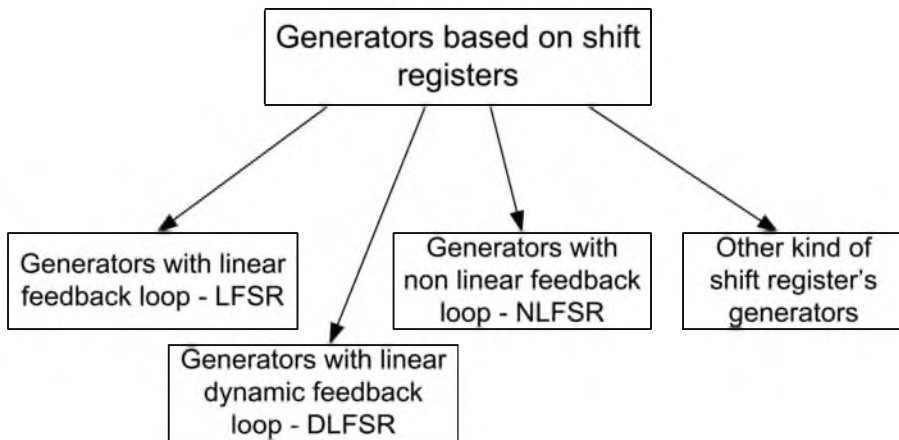 Generators based on shift
registers
Generators with linear
feedback loop - LFSR
Generators with linear
dynamic feedback
loop - DLFSR
Generators with
non linear feedback
loop - NLFSR
Other kind of
shift register's
generators